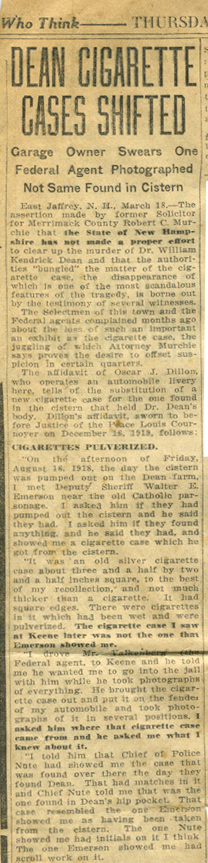 Who Think— THURSDA
DEAN CIGARETTE
CASES SHIFTED
Garage Owner Swears One
Federal Agent Photographed
Not Same Found in Cistern
East Jaffrey, N. H., March 18.—The
assertion made by former Solicitor
for Merrimack County Robert C. Mur-
chie that the State of New Hamp-
shire has not made a proper effort
to clear up the murder of Dr. William
Kendrick Dean and that the authori-
ties "bungled" the matter of the cig-
arette case, the disappearance of
which is one of the most scandalous
features of the tragedy, is borne out
by the testimony of several witnesses.
The Selectmen of this town and the
Federal agents complained months ago
about the loss of such an important
an exhibit as the cigarette case, the
juggling of which Attorney Murchie
says proves the desire to offset sus-
picion in certain quarters.
The affidavit of Oscar J. Dillon,
who operates an automobile livery
here, tells of the substitution of a
new cigarette case for the one found
in the cistern that held Dr. Dean's
body. Dillon's affidavit, sworn to be-
fore Justice of the Peace Louis Cour-
noyer on December 16, 1919, follows:
CIGARETTES PULVERIZED.
"On the afternoon of Friday,
August 16, 1918, the day the cistern
was pumped out on the Dean farm,
I met Deputy Sheriff Walter E.
Emerson near the old Catholic par-
sonage. I asked him if they had
pumped out the cistern and he said
they had. I asked him if they found
anything, and he said they had, and
showed me a cigarette case which he
got from the cistern.
"It was an old silver cigarette
case about three and a half by two
and a half inches square, to the best
of my recollection, and not much
thicker than a cigarette. It had
square edges. There were cigarettes
in it which had been wet and were
pulverized. The cigarette case I saw
at Keene later was not the one that
Emerson showed me.
"I drove Mr. Valkenburg (the
Federal agent, to Keene and he told
me he wanted me to go into the jail
with him while he took photographs
of everything. He brought the cigar-
ette case out and put it on the fender
of my automobile and took pho-
tographs of it in several positions. I
asked him where that cigarette case
came from and he asked me what I
knew about it.
"I told him that Chief of Police
Nute had showed me the case that
was found over there the day they
found Dean. That had matches in it
and Chief Nute told me that was the
one found in Dean's hip pocket. That
case resembled the one Emerson
showed me as having been taken
from the cistern. The one Nute
showed me had initials on it I think
The one Emerson showed me had
scroll work on it.